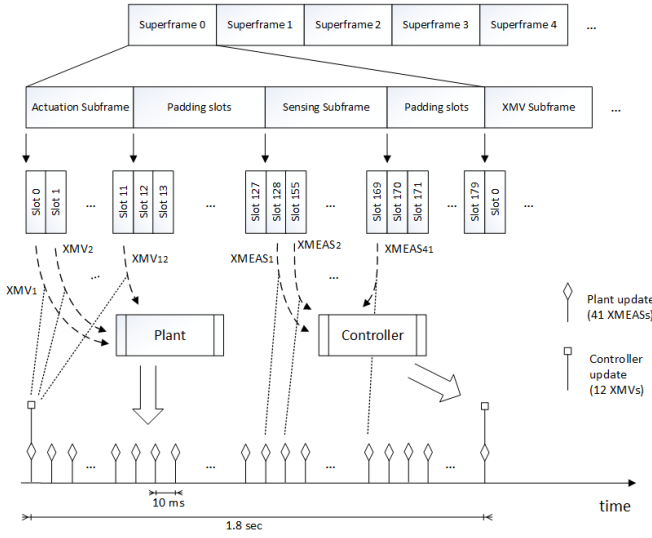 Superframe 0 Superframe 1 Superframe 2 Superframe 3 Superframe 4 ...
Actuation Subframe Padding slots Sensing Subframe Padding slots XMV Subframe ...
Slot 0 Slot 1 ... Slot 11 Slot 12 Slot 13 ... Slot 127 Slot 128 Slot 155 ... Slot 169 Slot 170 Slot 171 ... Slot 179 Slot 0 ...
XMV1 XMV2 ... XMV12 XMEAS1 XMEAS2 ... XMEAS41
Plant Controller
Plant update
(41 XMEASs)
Controller
update
(12 XMVs)
... ... ... ...
10 ms
time
1.8 sec